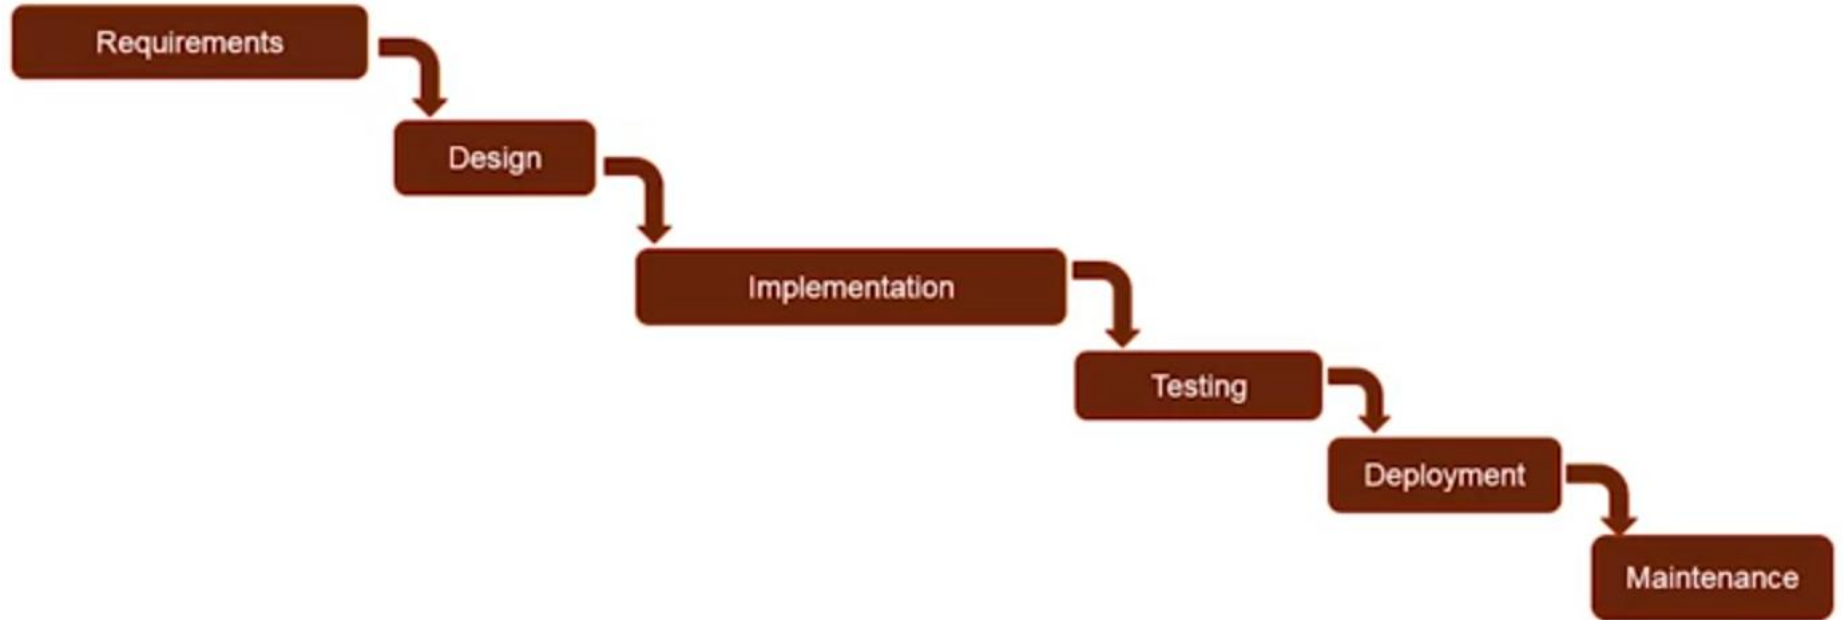 Requirements
Design
Implementation
Testing
Deployment
Maintenance